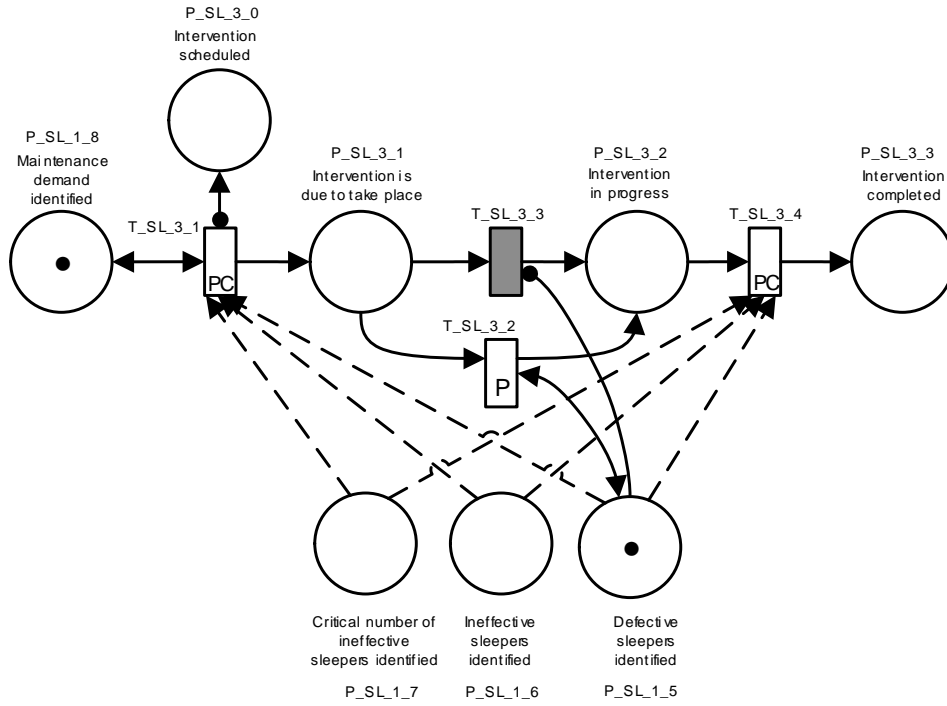 P_SL_3_0
Intervention
scheduled
P_SL_1_8
Maintenance
demand
identified
T_SL_3_1
PC
P_SL_3_1
Intervention is
due to take place
T_SL_3_3
T_SL_3_2
P
P_SL_3_2
Intervention
in progress
T_SL_3_4
PC
P_SL_3_3
Intervention
completed
Critical number of
ineffective
sleepers identified
P_SL_1_7
Ineffective
sleepers
identified
P_SL_1_6
Defective
sleepers
identified
P_SL_1_5